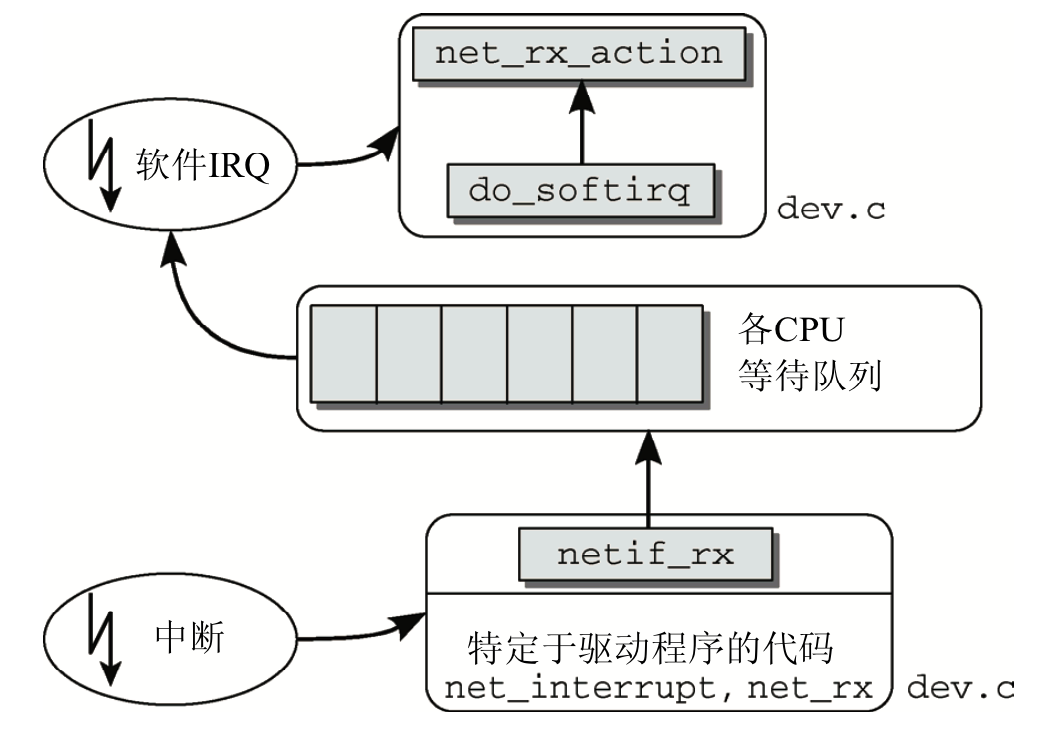 net_rx_action
软件IRQ
do_softirq
dev.c
各CPU
等待队列
netif_rx
中断
特定于驱动程序的代码
net_interrupt, net_rx
dev.c